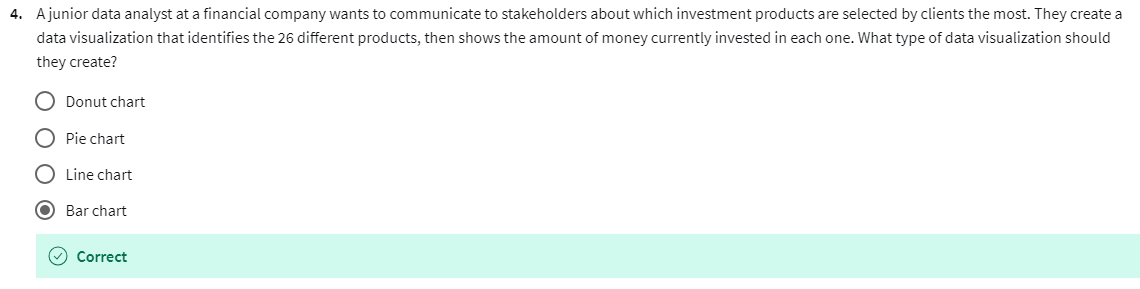 4. A junior data analyst at a financial company wants to communicate to stakeholders about which investment products are selected by clients the most. They create a
data visualization that identifies the 26 different products, then shows the amount of money currently invested in each one. What type of data visualization should
they create?
Donut chart
Pie chart
Line chart
Bar chart
Correct